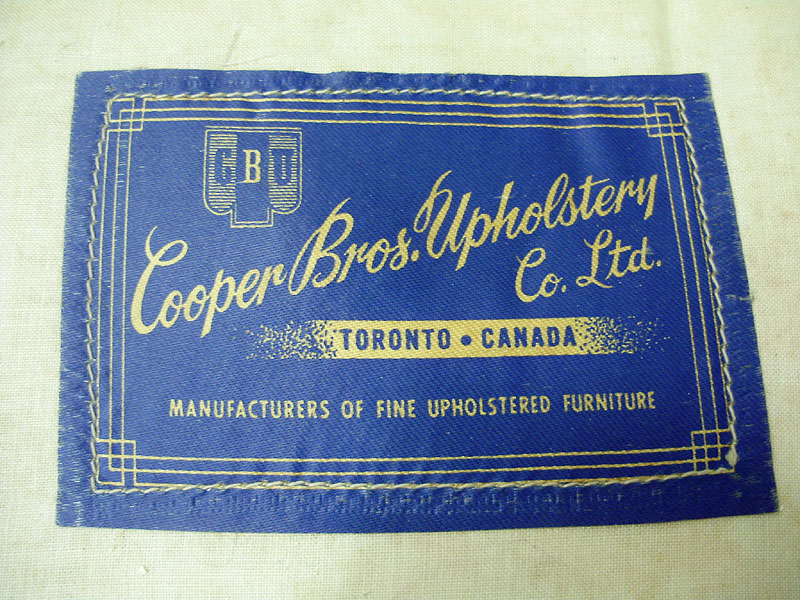 CBU
Cooper Bros. Upholstery
Co. Ltd.
TORONTO • CANADA
MANUFACTURERS OF FINE UPHOLSTERED FURNITURE